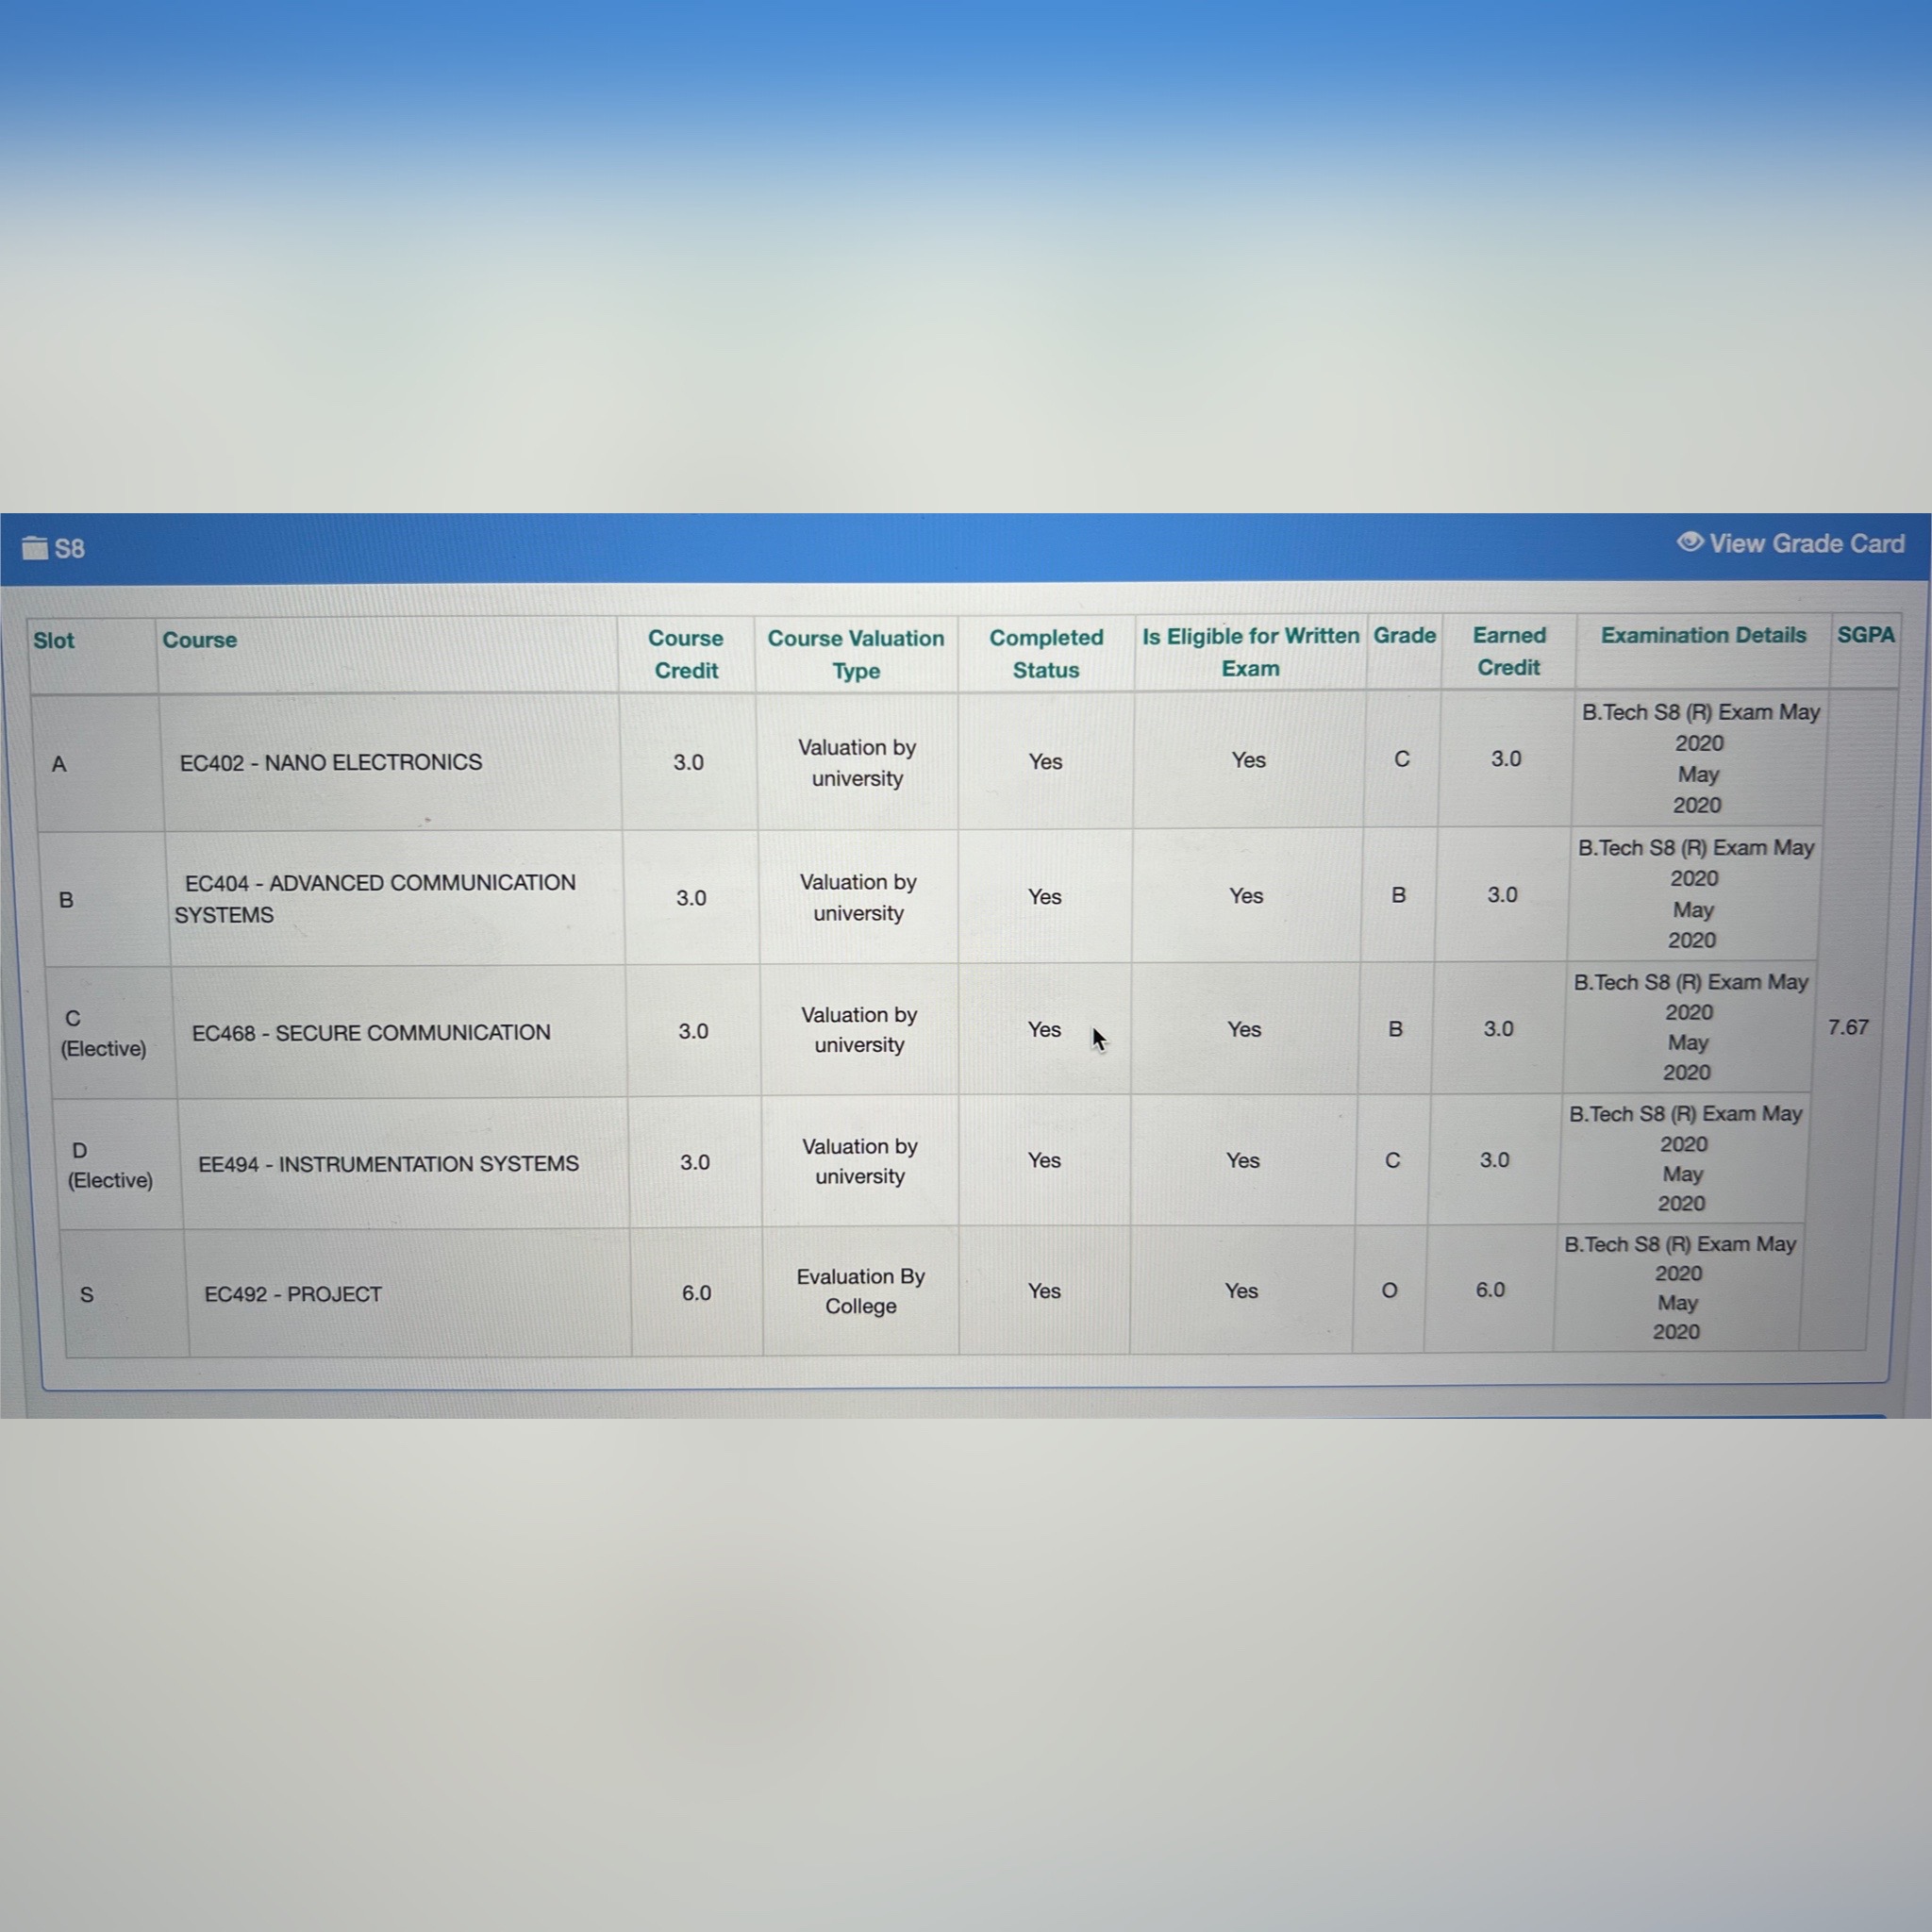 S8
View Grade Card
Slot
Course
Course
Credit
Course Valuation
Type
Completed
Status
Is Eligible for Written
Exam
Grade
Earned
Credit
Examination Details
SGPA
A
EC402 - NANO ELECTRONICS
3.0
Valuation by
university
Yes
Yes
C
3.0
B.Tech S8 (R) Exam May
2020
May
2020
B
EC404 - ADVANCED COMMUNICATION
SYSTEMS
3.0
Valuation by
university
Yes
Yes
B
3.0
B.Tech S8 (R) Exam May
2020
May
2020
C
(Elective)
EC468 - SECURE COMMUNICATION
3.0
Valuation by
university
Yes
Yes
B
3.0
B.Tech S8 (R) Exam May
2020
May
2020
7.67
D
(Elective)
EE494 - INSTRUMENTATION SYSTEMS
3.0
Valuation by
university
Yes
Yes
C
3.0
B.Tech S8 (R) Exam May
2020
May
2020
S
EC492 - PROJECT
6.0
Evaluation By
College
Yes
Yes
O
6.0
B.Tech S8 (R) Exam May
2020
May
2020